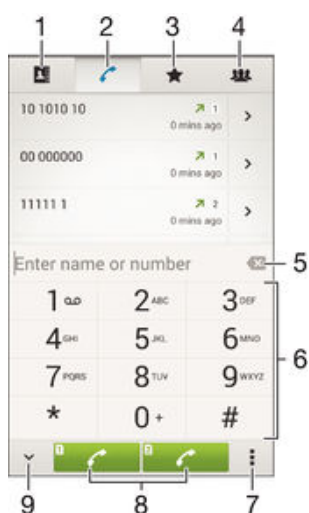 1 2 3 4
10 1010 10 1
0 mins ago
00 000000 1
0 mins ago
11111 1 2
0 mins ago
Enter name or number 5
1 2 ABC 3 DEF
4 GHI 5 JKL 6 MNO
6
7 PQRS 8 TUV 9 WXYZ
* 0 + #
1 2
9 8 7